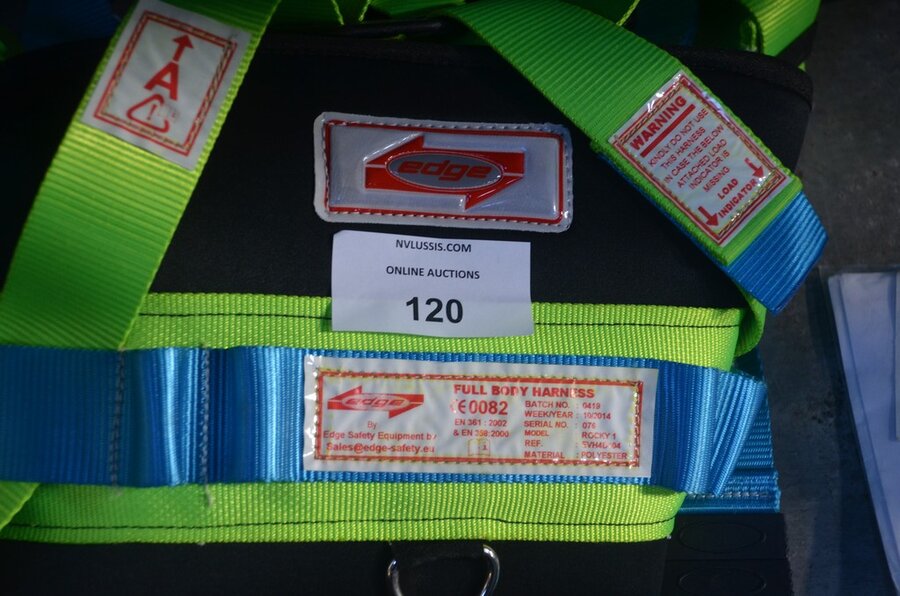 A
edge
WARNING
KINDLY DO NOT USE
THIS HARNESS
IN CASE THE BELOW
ATTACHED LOAD
INDICATOR IS
MISSING
LOAD
INDICATOR
NVLUSSIS.COM
ONLINE AUCTIONS
120
edge
By
Edge Safety Equipment bv
Sales@edge-safety.eu
FULL BODY HARNESS
CE0082
EN 361 : 2002
& EN 358:2000
BATCH NO. : 0419
WEEK/YEAR : 10/2014
SERIAL NO. : 076
MODEL ROCKY 1
REF.
MATERIAL : POLYESTER